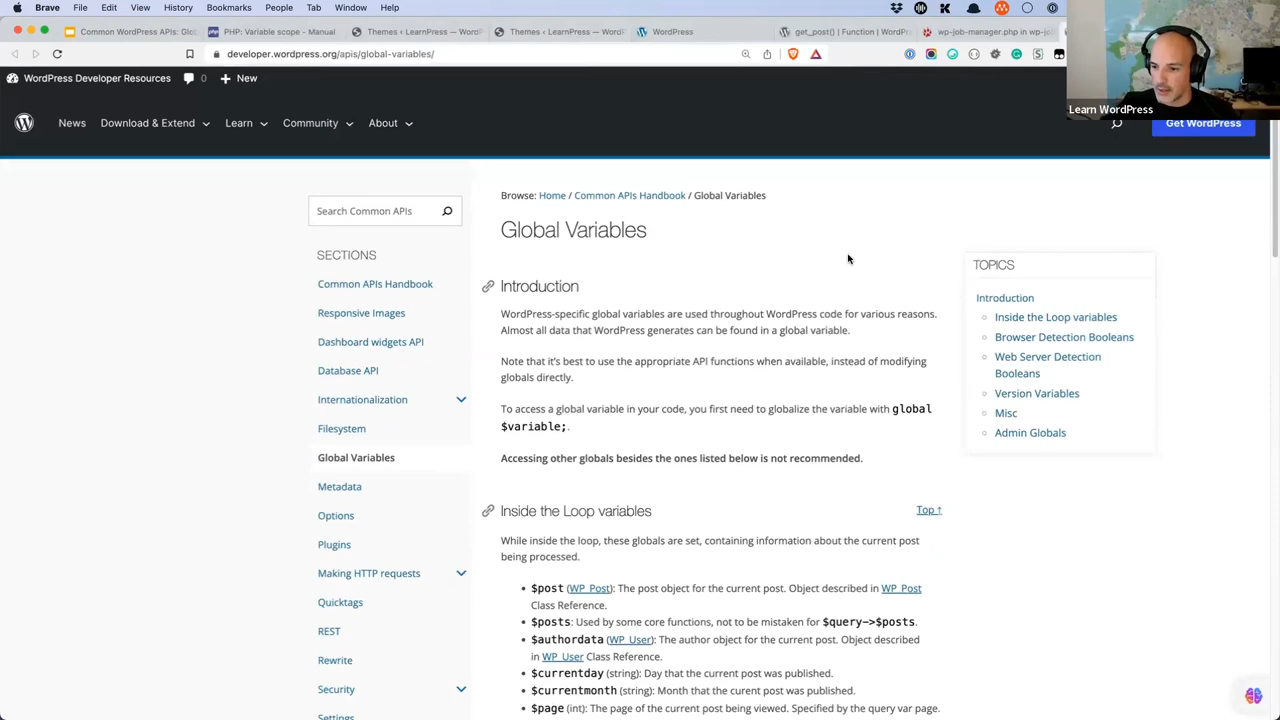 Brave File Edit View History Bookmarks People Tab Window Help
Common WordPress APIs: Glob
PHP: Variable scope - Manual
Themes ‹ LearnPress — WordP
Themes ‹ LearnPress — WordP
WordPress
get_post() | Function | WordPr
wp-job-manager.php in wp-jo
developer.wordpress.org/apis/global-variables/
WordPress Developer Resources 0 New
Learn WordPress
News Download & Extend Learn Community About Get WordPress
Browse: Home / Common APIs Handbook / Global Variables
Search Common APIs
Global Variables
SECTIONS
Common APIs Handbook
Responsive Images
Dashboard widgets API
Database API
Internationalization
Filesystem
Global Variables
Metadata
Options
Plugins
Making HTTP requests
Quicktags
REST
Rewrite
Security
Settings
Introduction
WordPress-specific global variables are used throughout WordPress code for various reasons.
Almost all data that WordPress generates can be found in a global variable.
Note that it's best to use the appropriate API functions when available, instead of modifying
globals directly.
To access a global variable in your code, you first need to globalize the variable with global
$variable;.
Accessing other globals besides the ones listed below is not recommended.
Inside the Loop variables
Top ↑
While inside the loop, these globals are set, containing information about the current post
being processed.
• $post (WP_Post): The post object for the current post. Object described in WP_Post
Class Reference.
• $posts: Used by some core functions, not to be mistaken for $query->$posts.
• $authordata (WP_User): The author object for the current post. Object described
in WP_User Class Reference.
• $currentday (string): Day that the current post was published.
• $currentmonth (string): Month that the curent post was published.
• $page (int): The page of the current post being viewed. Specified by the query var page.
TOPICS
Introduction
Inside the Loop variables
Browser Detection Booleans
Web Server Detection
Booleans
Version Variables
Misc
Admin Globals